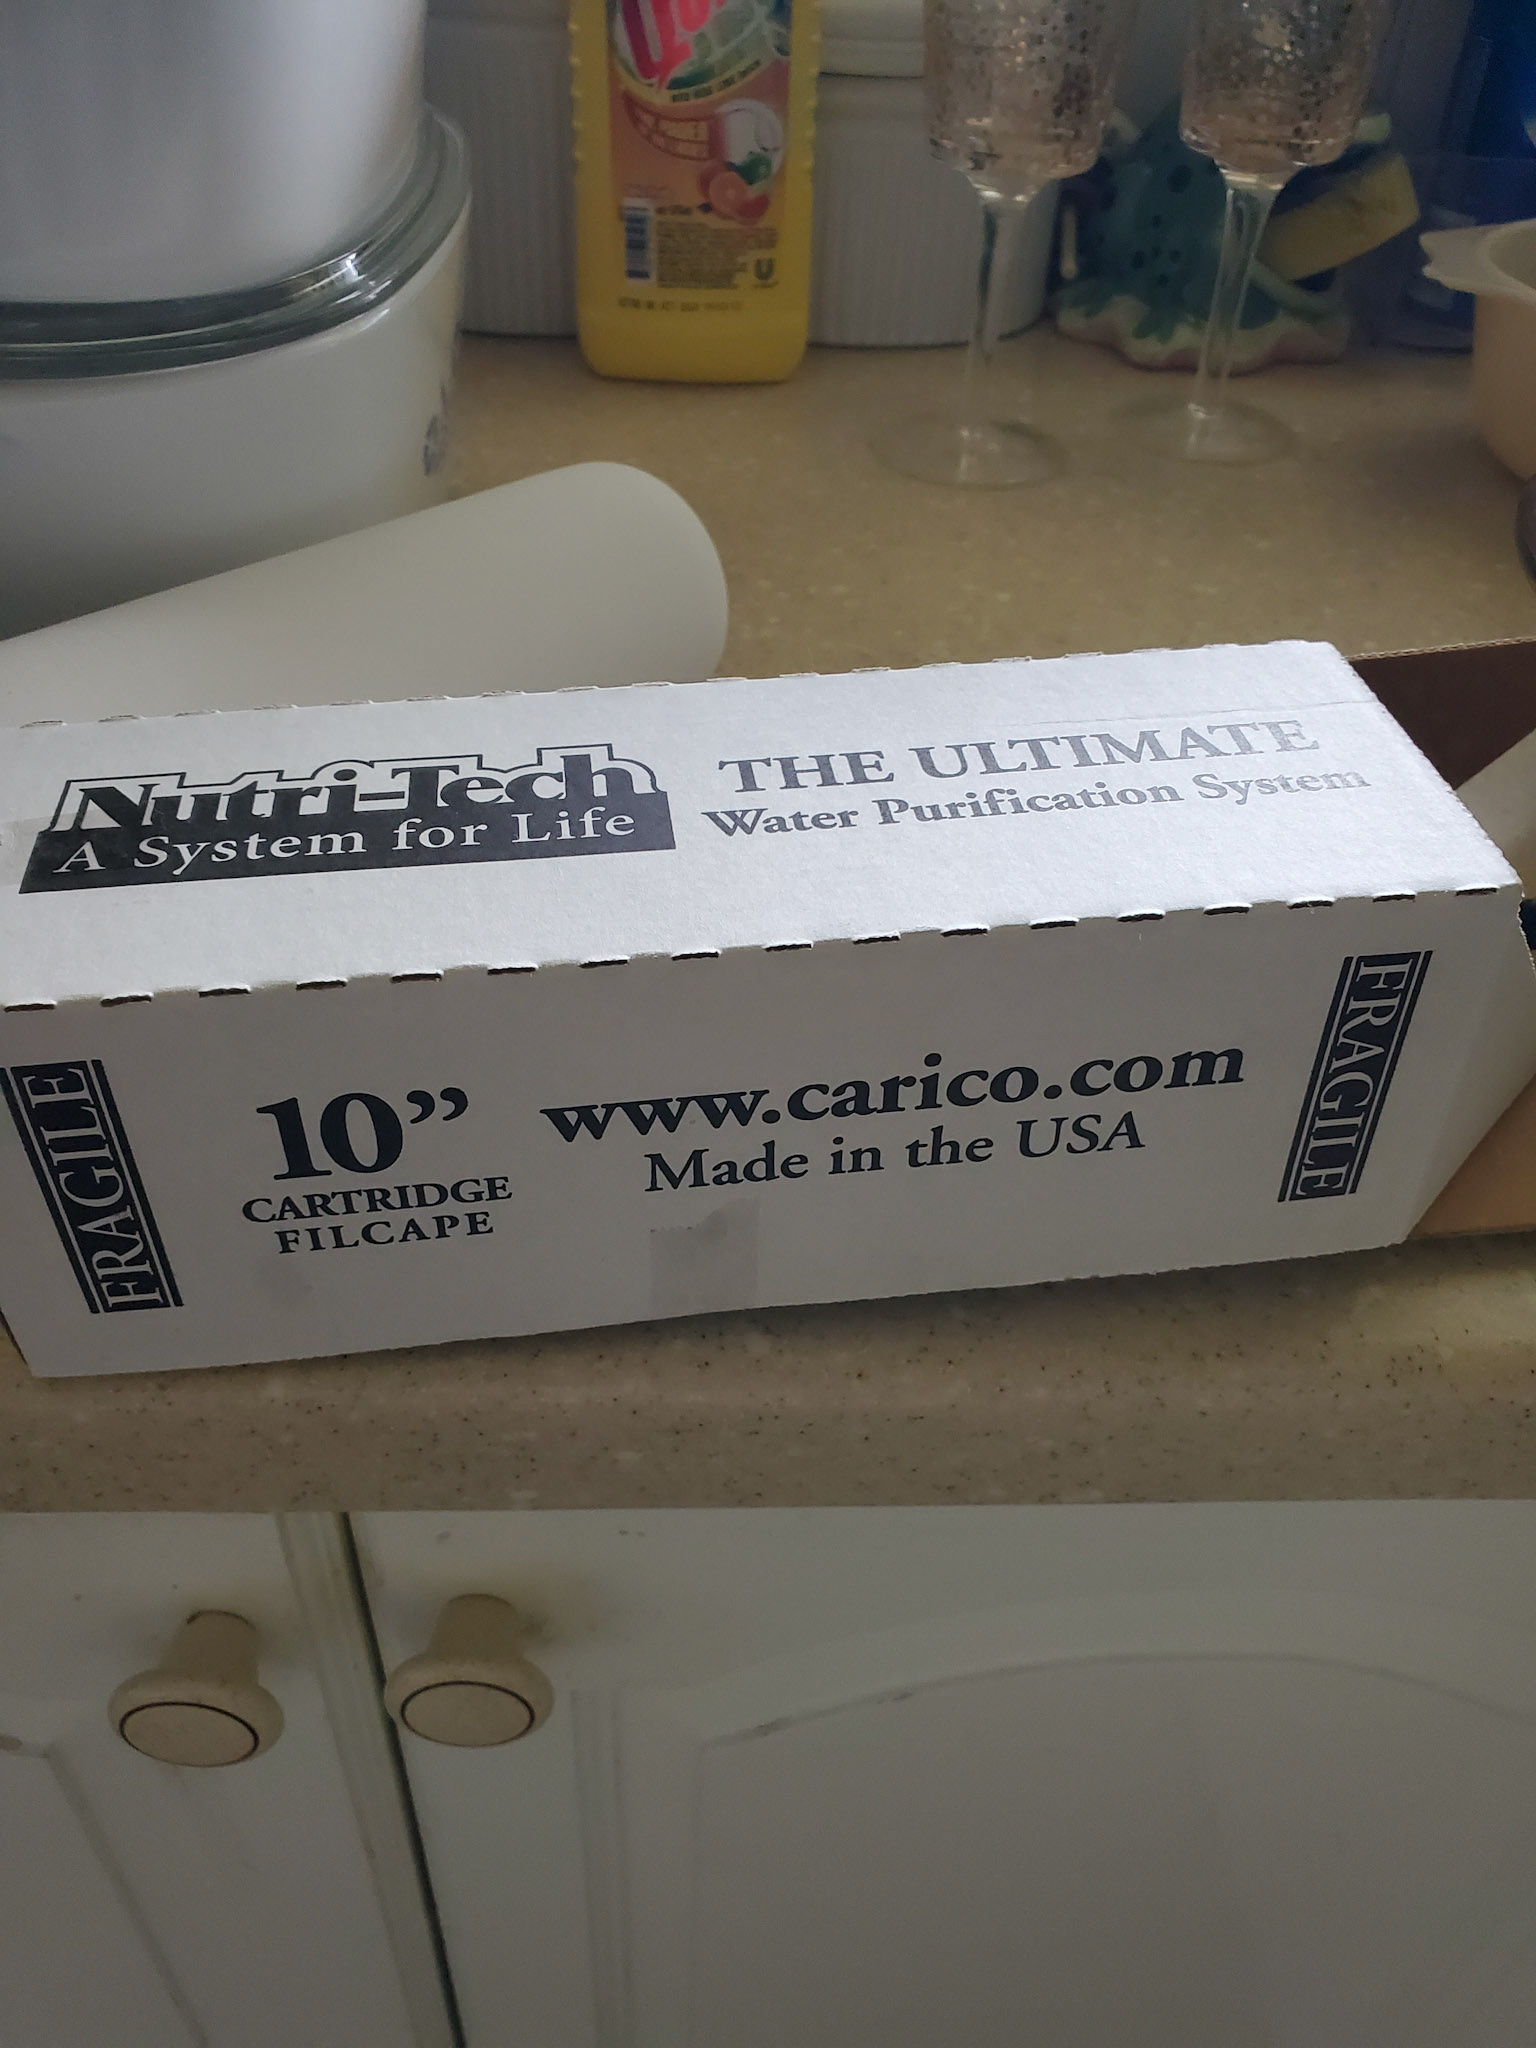 Nutri-Tech
A System for Life
THE ULTIMATE
Water Purification System
FRAGILE
10”
CARTRIDGE
FILCAPE
www.carico.com
Made in the USA
FRAGILE